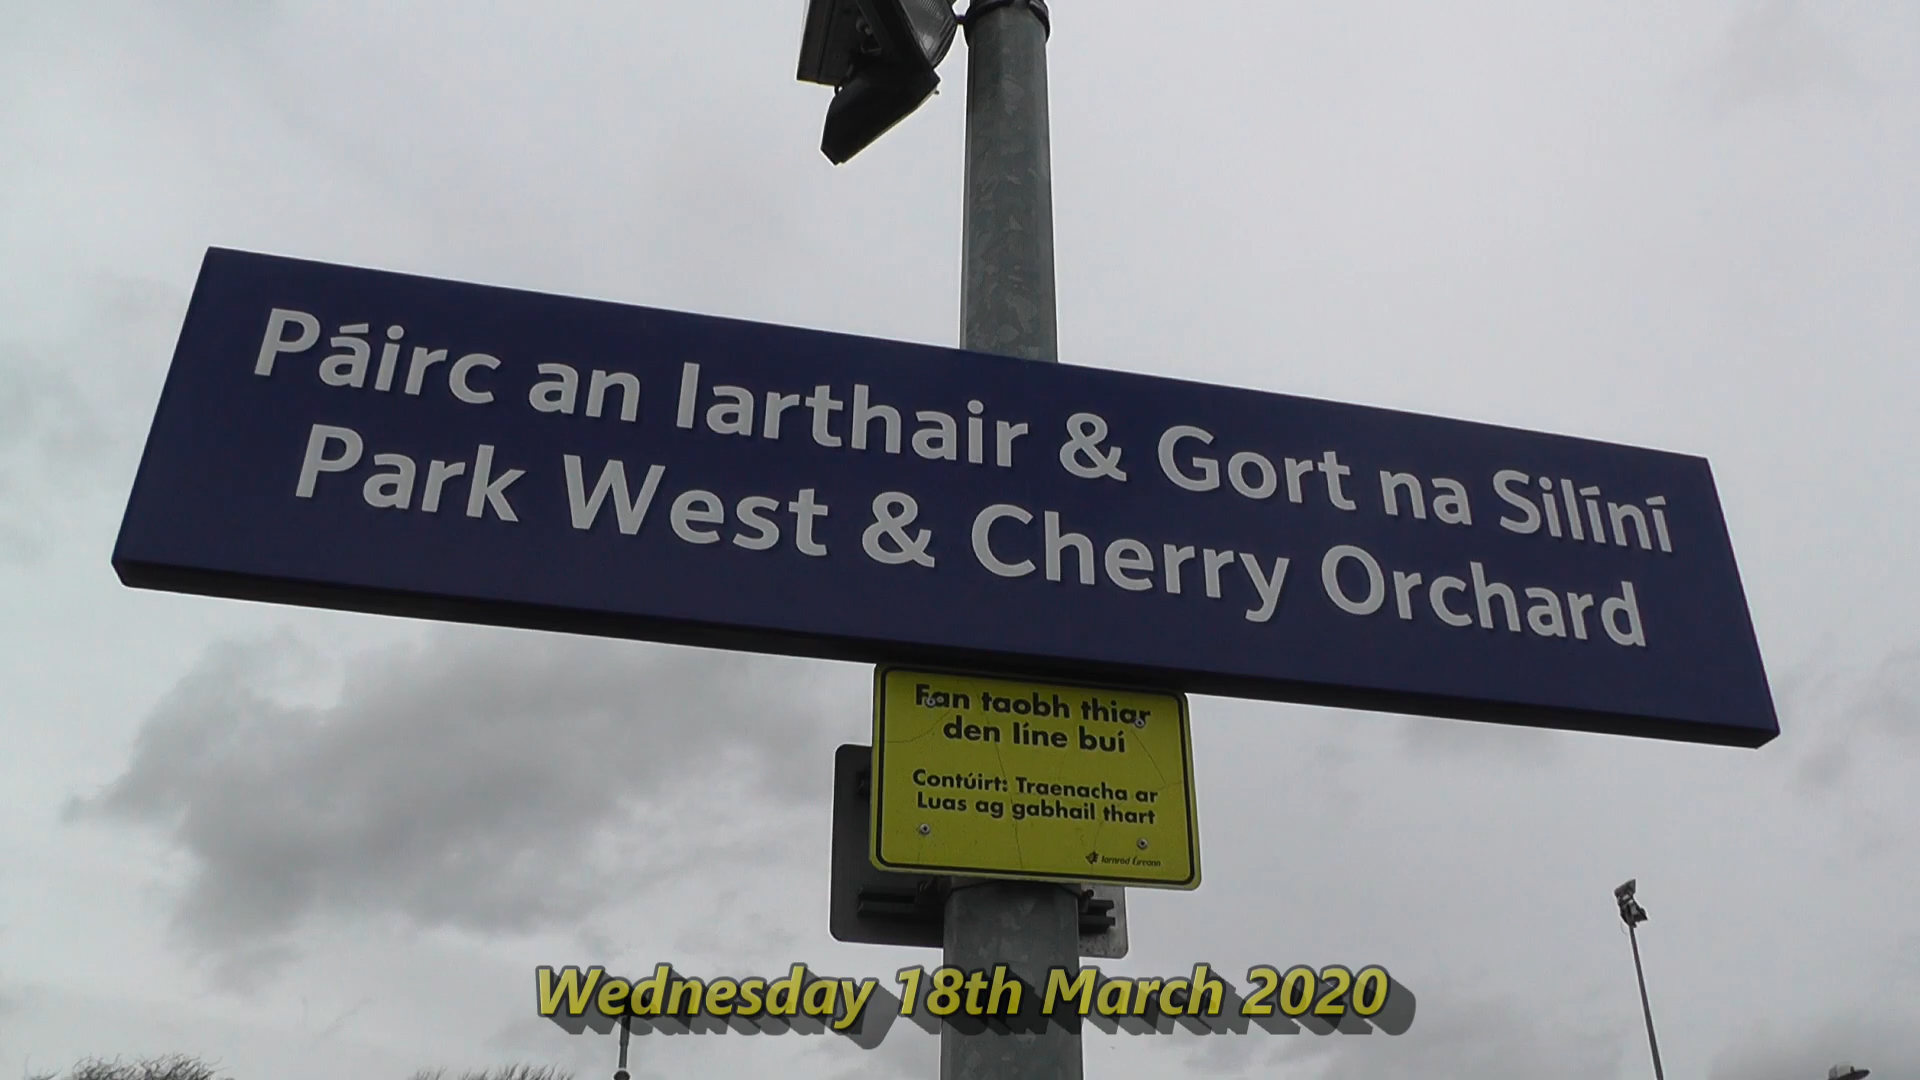 Páirc an Iarthair & Gort na Silíní
Park West & Cherry Orchard
Fan taobh thiar
den líne buí
Contúirt: Traenacha ar
Luas ag gabhail thart
Iarnród Éireann
Wednesday 18th March 2020